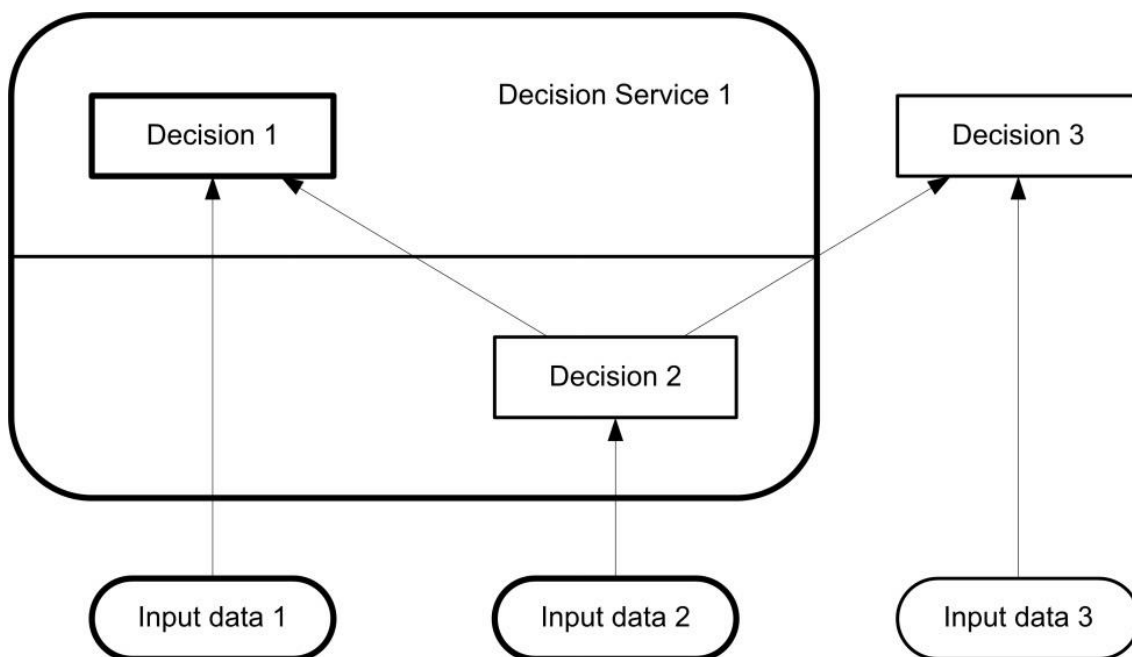 Decision Service 1
Decision 1
Decision 3
Decision 2
Input data 1
Input data 2
Input data 3